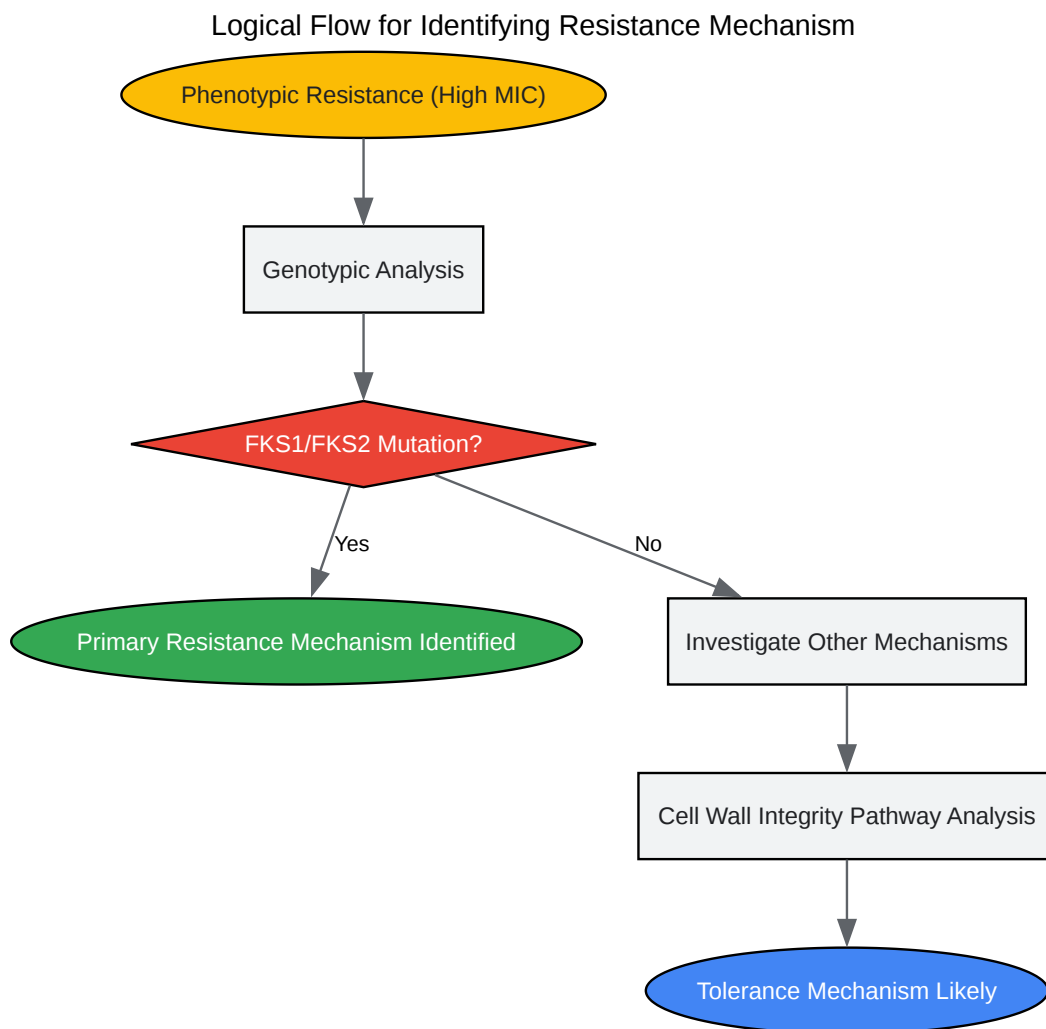 Logical Flow for Identifying Resistance Mechanism
Phenotypic Resistance (High MIC)
Genotypic Analysis
FKS1/FKS2 Mutation?
Yes
No
Primary Resistance Mechanism Identified
Investigate Other Mechanisms
Cell Wall Integrity Pathway Analysis
Tolerance Mechanism Likely